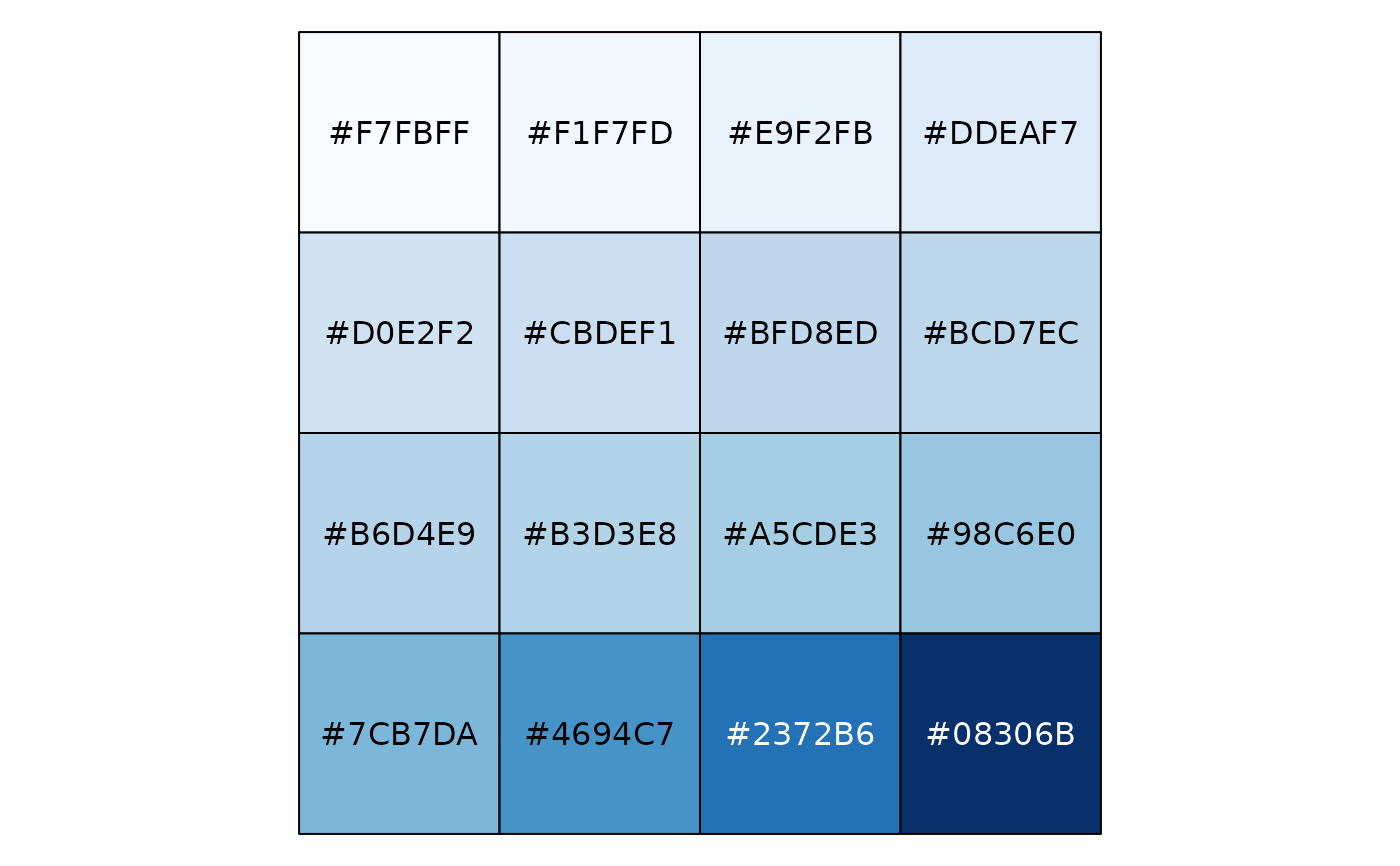 #F7FBFF #F1F7FD #E9F2FB #DDEAF7
#D0E2F2 #CBDEF1 #BFD8ED #BCD7EC
#B6D4E9 #B3D3E8 #A5CDE3 #98C6E0
#7CB7DA #4694C7 #2372B6 #08306B